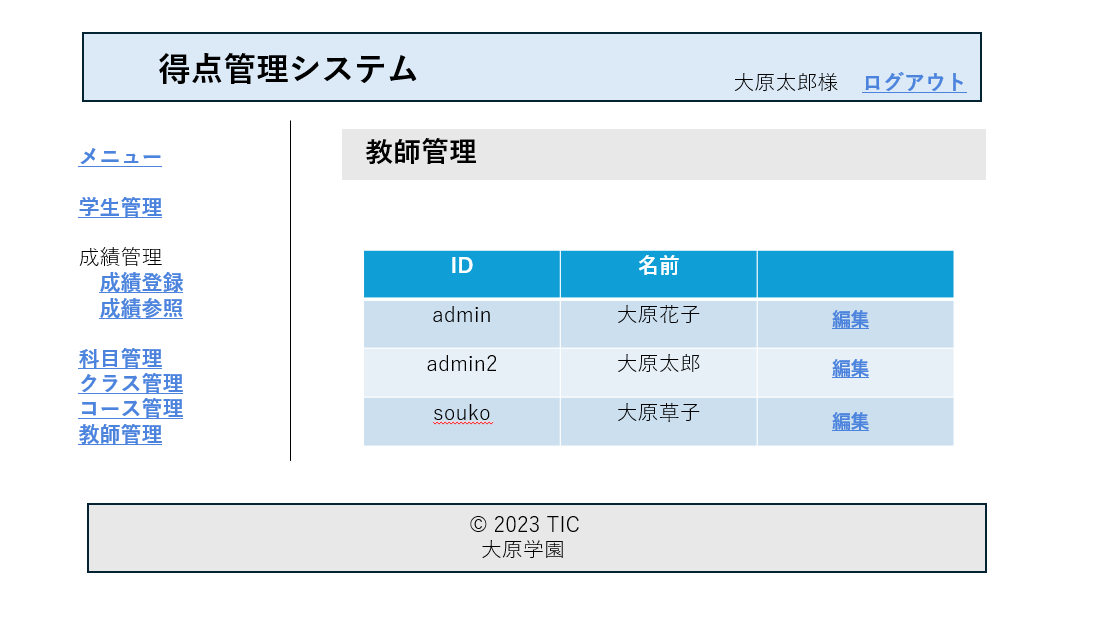 得点管理システム
大原太郎様 ログアウト
メニュー
学生管理
成績管理
成績登録
成績参照
科目管理
クラス管理
コース管理
教師管理
教師管理
ID 名前
admin 大原花子 編集
admin2 大原太郎 編集
souko 大原草子 編集
© 2023 TIC
大原学園